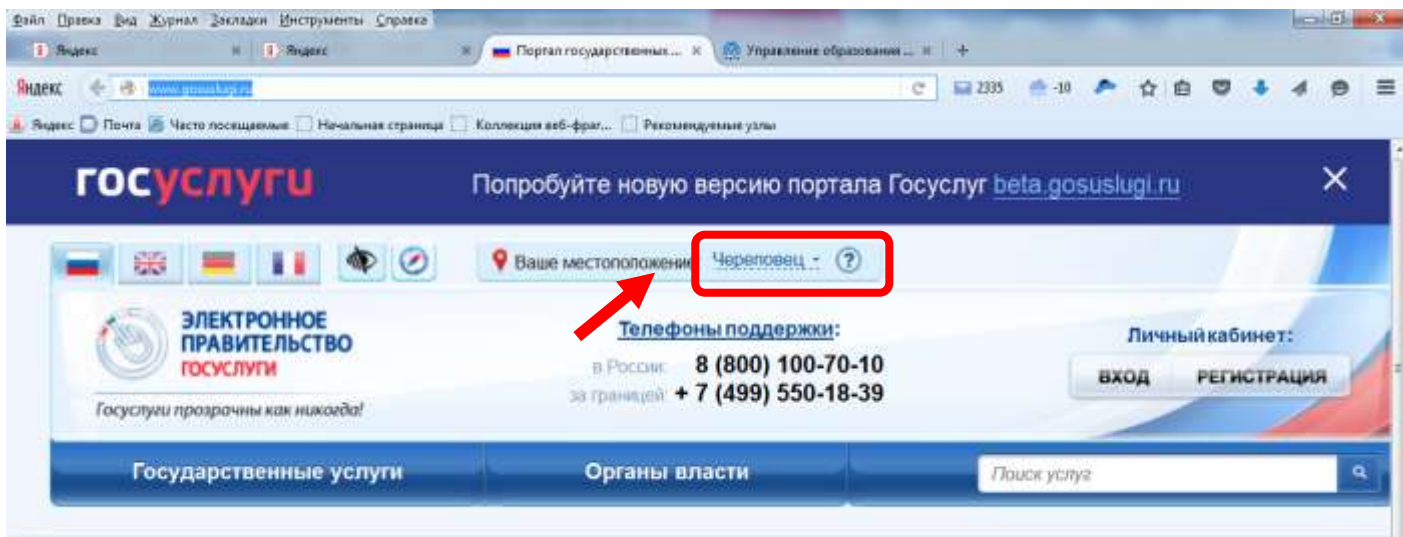 Файл Правка Вид Журнал Закладки Инструменты Справка
Яндекс Яндекс Портал государственных ... Управление образования ...
Яндекс www.gosuslugi.ru 2335 -10
Яндекс Почта Часто посещаемые Начальная страница Коллекция веб-фраг... Рекомендуемые узлы
госуслуги Попробуйте новую версию портала Госуслуг beta.gosuslugi.ru
Ваше местоположение Череповец ?
ЭЛЕКТРОННОЕ
ПРАВИТЕЛЬСТВО
ГОСУСЛУГИ
Госуслуги прозрачны как никогда!
Телефоны поддержки:
в России: 8 (800) 100-70-10
за границей + 7 (499) 550-18-39
Личный кабинет:
ВХОД РЕГИСТРАЦИЯ
Государственные услуги Органы власти Поиск услуг